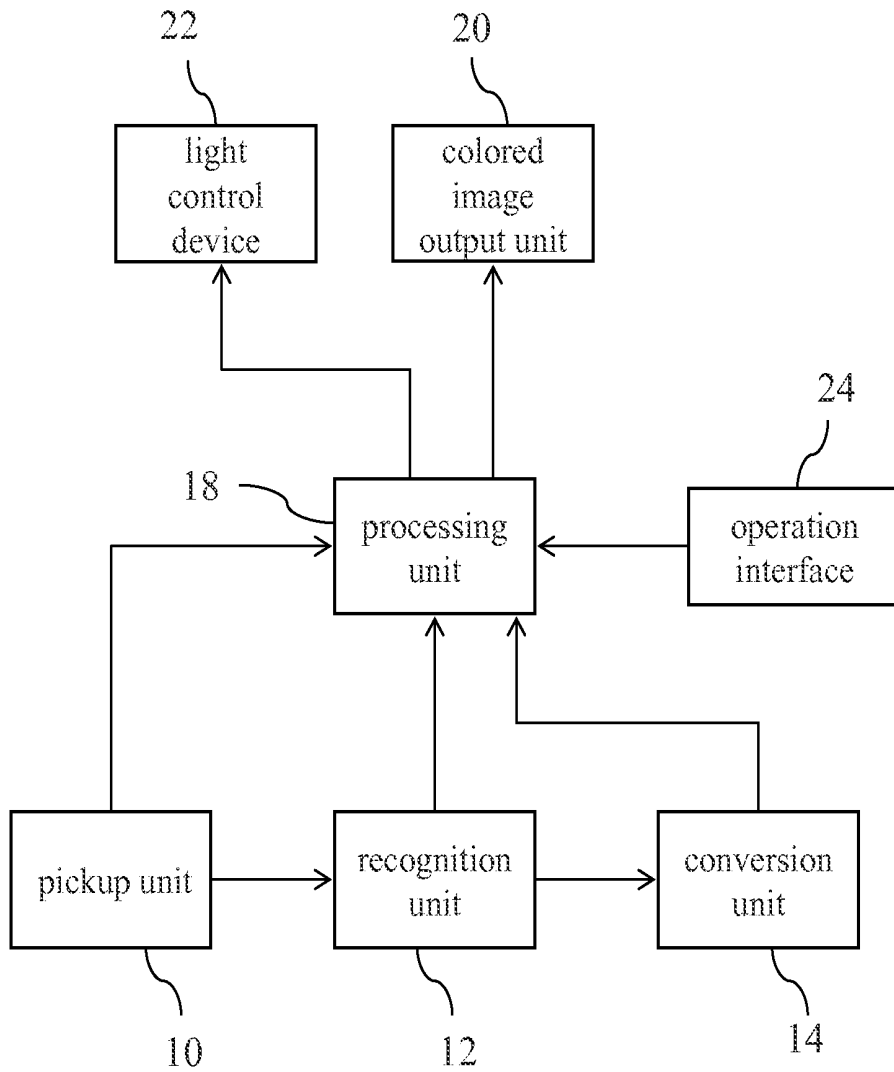 22
20
light
control
device
colored
image
output unit
24
18
processing
unit
operation
interface
pickup unit
recognition
unit
conversion
unit
10
12
14